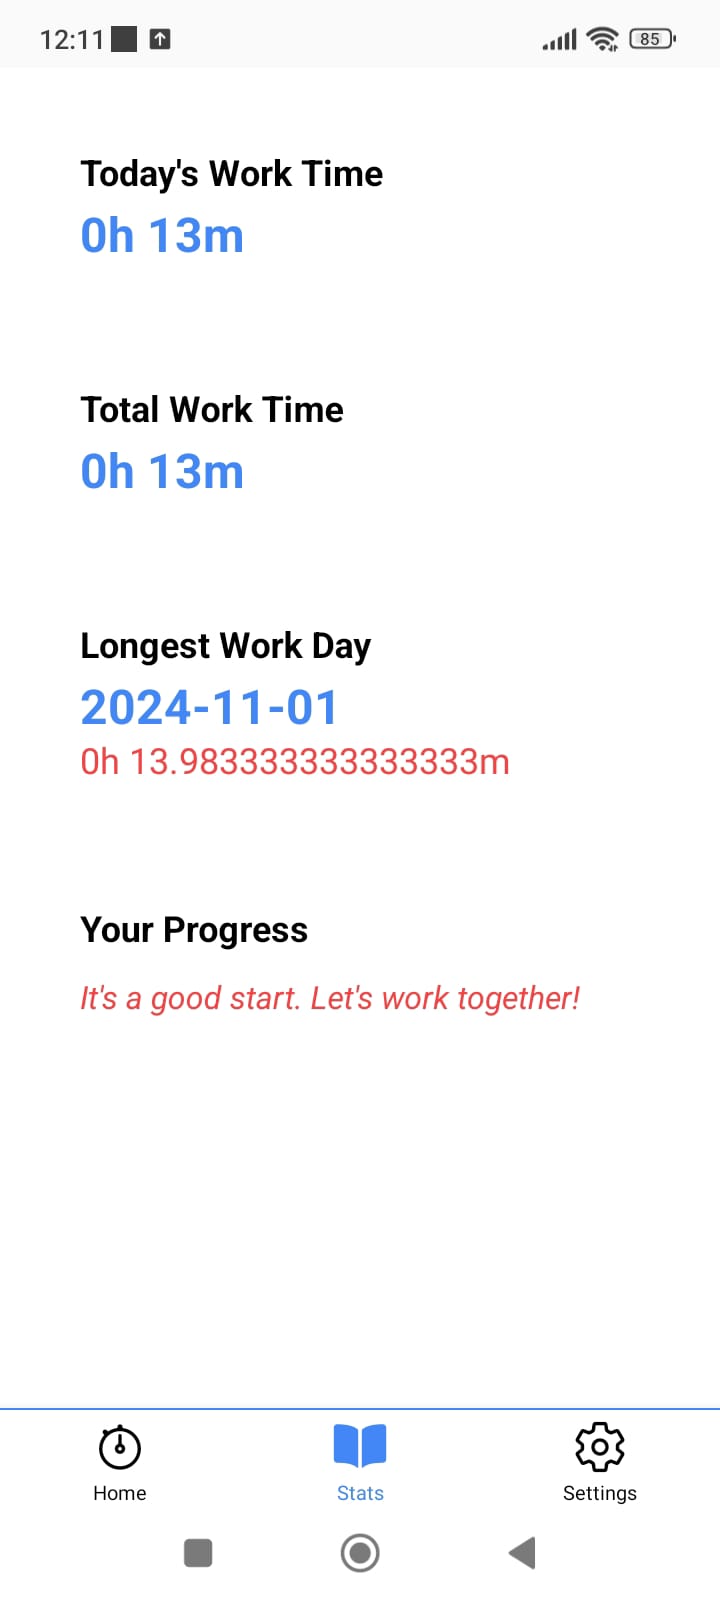 12:11
85
Today's Work Time
0h 13m
Total Work Time
0h 13m
Longest Work Day
2024-11-01
0h 13.983333333333333m
Your Progress
It's a good start. Let's work together!
Home
Stats
Settings